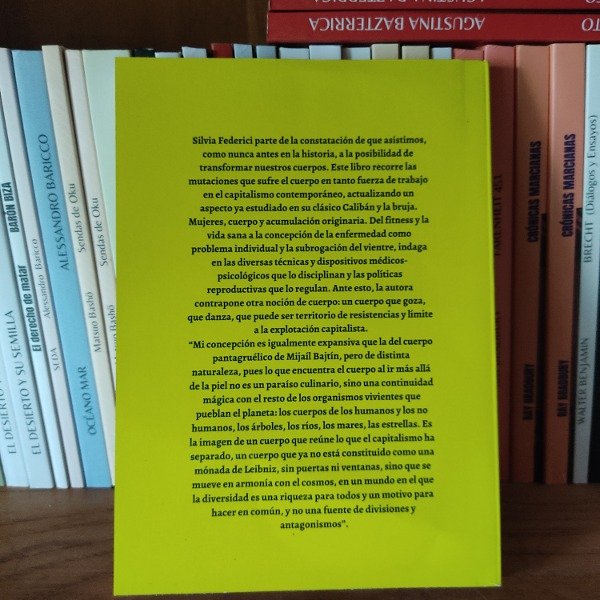 AGUSTINA BAZTERRICA
AGUSTINA BAZTERRICA
Silvia Federici parte de la constatación de que asistimos,
como nunca antes en la historia, a la posibilidad de
transformar nuestros cuerpos. Este libro recorre las
mutaciones que sufre el cuerpo en tanto fuerza de trabajo
en el capitalismo contemporáneo, actualizando un
aspecto ya estudiado en su clásico Calibán y la bruja.
Mujeres, cuerpo y acumulación originaria. Del fitness y la
vida sana a la concepción de la enfermedad como
problema individual y la subrogación del vientre, indaga
en las diversas técnicas y dispositivos médicos-
psicológicos que lo disciplinan y las políticas
reproductivas que lo regulan. Ante esto, la autora
contrapone otra noción de cuerpo: un cuerpo que goza,
que danza, que puede ser territorio de resistencias y límite
a la explotación capitalista.
“Mi concepción es igualmente expansiva que la del cuerpo
pantagruélico de Mijaíl Bajtín, pero de distinta
naturaleza, pues lo que encuentra el cuerpo al ir más allá
de la piel no es un paraíso culinario, sino una continuidad
mágica con el resto de los organismos vivientes que
pueblan el planeta: los cuerpos de los humanos y los no
humanos, los árboles, los ríos, los mares, las estrellas. Es
la imagen de un cuerpo que reúne lo que el capitalismo ha
separado, un cuerpo que ya no está constituido como una
mónada de Leibniz, sin puertas ni ventanas, sino que se
mueve en armonía con el cosmos, en un mundo en el que
la diversidad es una riqueza para todos y un motivo para
hacer en común, y no una fuente de divisiones y
antagonismos”.
EL DESIERTO Y SU SEMILLA
EL DESIERTO Y SU SEMILLA
BARÓN BIZA
El derecho de matar
Alessandro Baricco
SEDA
ALESSANDRO BARICCO
OCÉANO MAR
Sendas de Oku
Matsuo Bashô
Sendas de Oku
Matsuo Bashô
FARENHEIT 451
CRÓNICAS MARCIANAS
RAY BRADBURY
CRÓNICAS MARCIANAS
RAY BRADBURY
BRECHT (Diálogos y Ensayos)
WALTER BENJAMIN